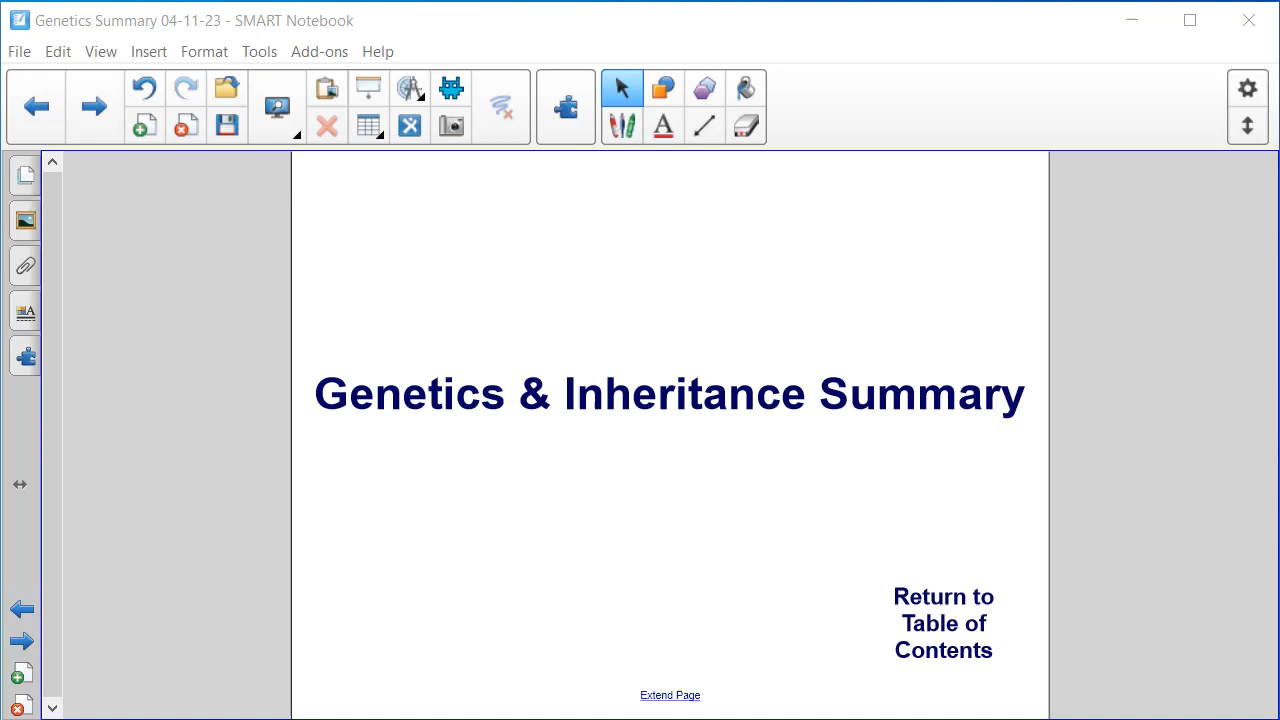 Genetics Summary 04-11-23 - SMART Notebook
File Edit View Insert Format Tools Add-ons Help
Genetics & Inheritance Summary
Return to
Table of
Contents
Extend Page